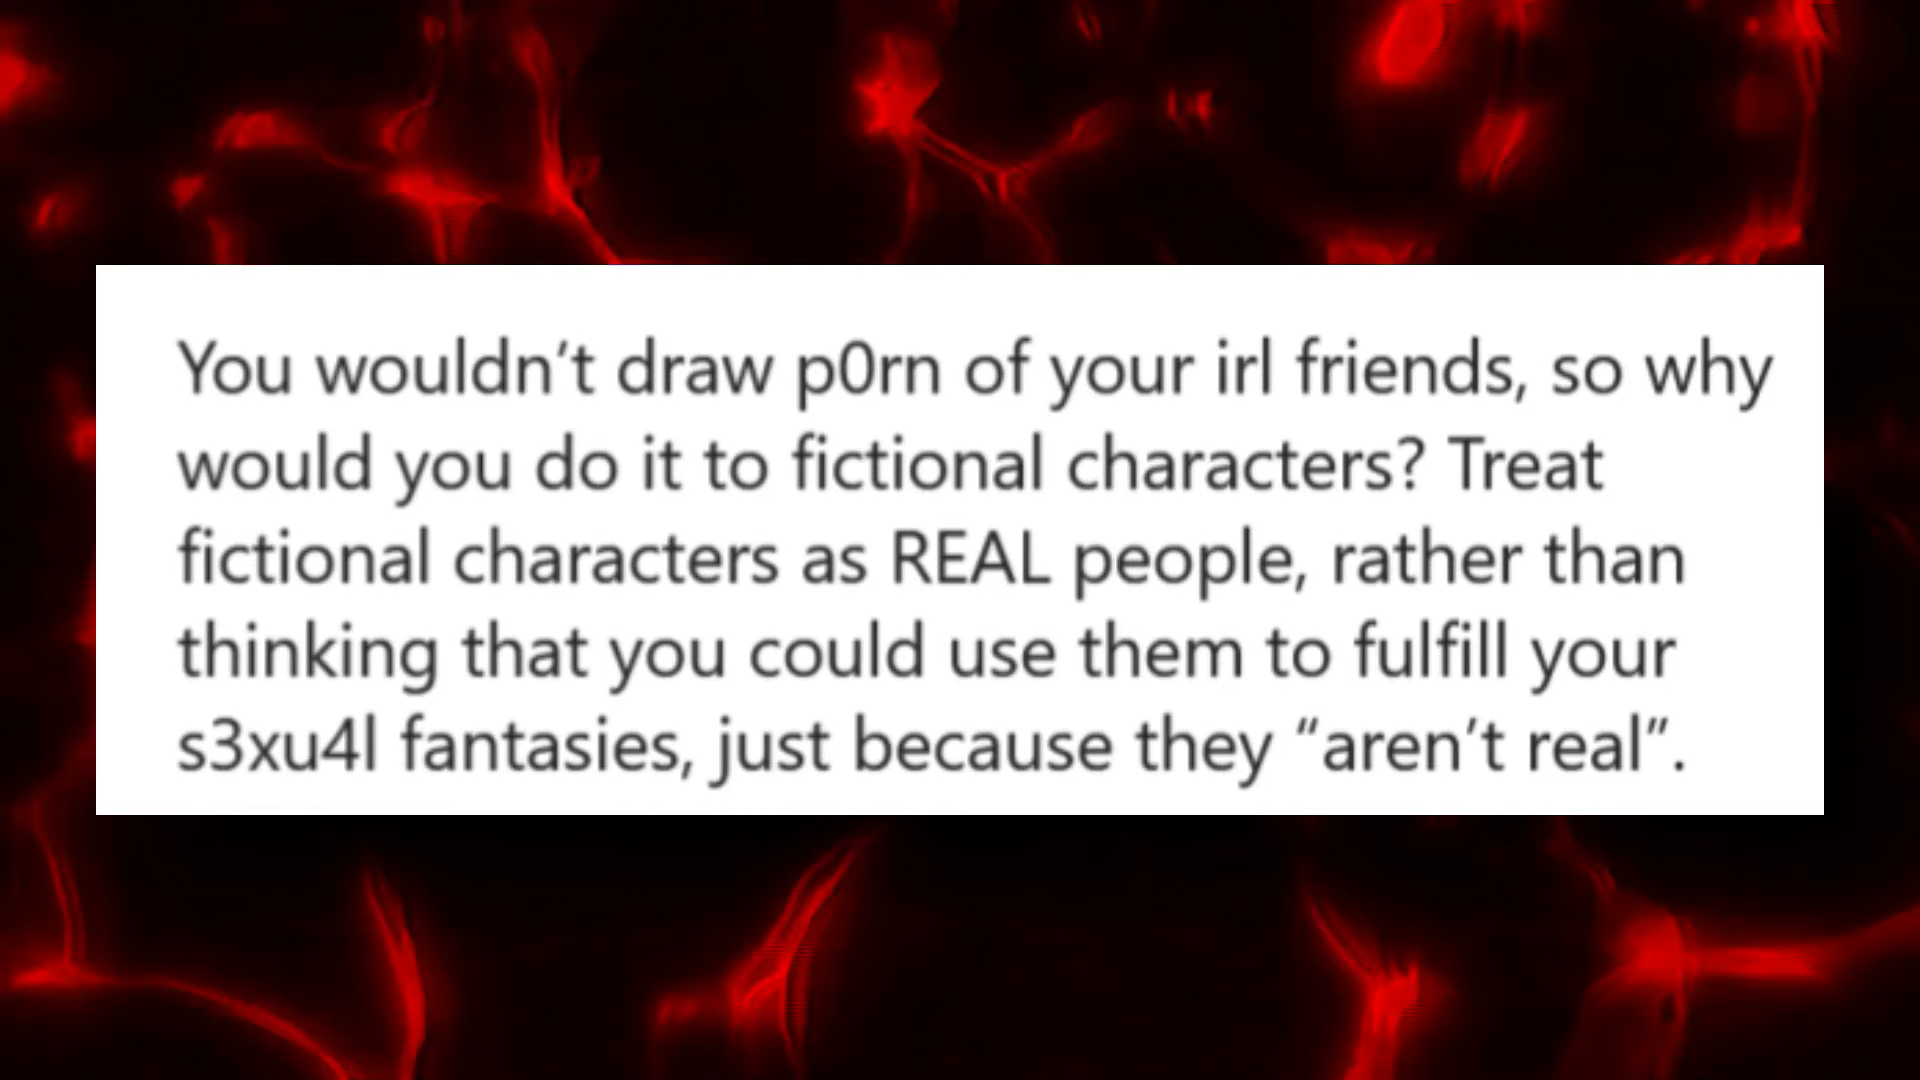 You wouldn’t draw p0rn of your irl friends, so why
would you do it to fictional characters? Treat
fictional characters as REAL people, rather than
thinking that you could use them to fulfill your
s3xu4l fantasies, just because they “aren’t real”.